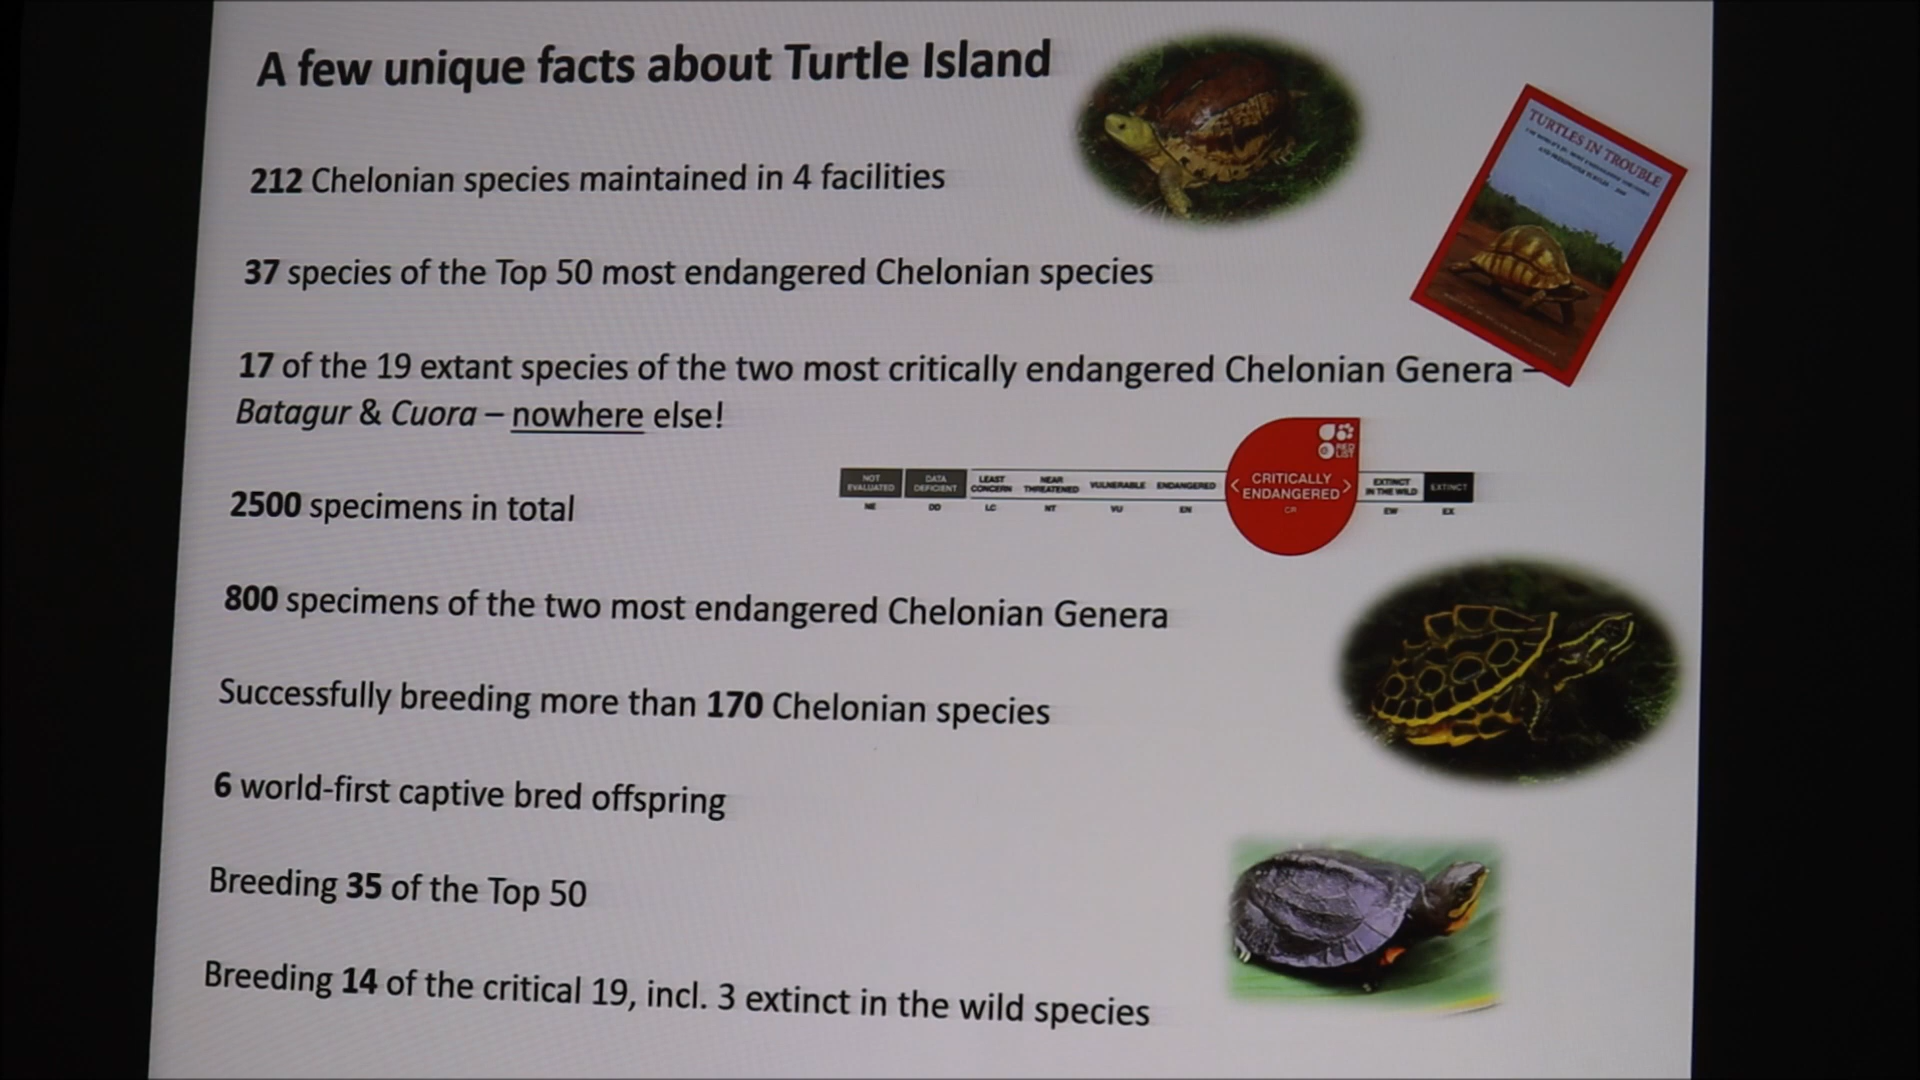 A few unique facts about Turtle Island
TURTLES IN TROUBLE
212 Chelonian species maintained in 4 facilities
37 species of the Top 50 most endangered Chelonian species
17 of the 19 extant species of the two most critically endangered Chelonian Genera –
Batagur & Cuora – nowhere else!
RED
LIST
NOT
EVALUATED
DATA
DEFICIENT
LEAST
CONCERN
NEAR
THREATENED
VULNERABLE
ENDANGERED
< CRITICALLY
ENDANGERED >
EXTINCT
IN THE WILD
EXTINCT
NE DD LC NT VU EN CR EW EX
2500 specimens in total
800 specimens of the two most endangered Chelonian Genera
Successfully breeding more than 170 Chelonian species
6 world-first captive bred offspring
Breeding 35 of the Top 50
Breeding 14 of the critical 19, incl. 3 extinct in the wild species